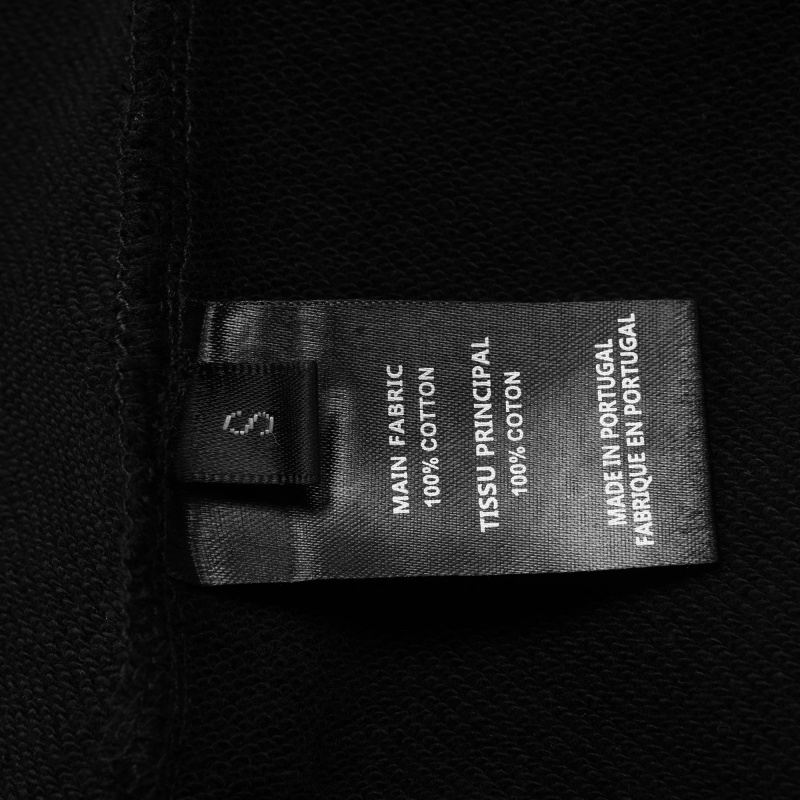 S
MAIN FABRIC
100% COTTON
TISSU PRINCIPAL
100% COTON
MADE IN PORTUGAL
FABRIQUE EN PORTUGAL